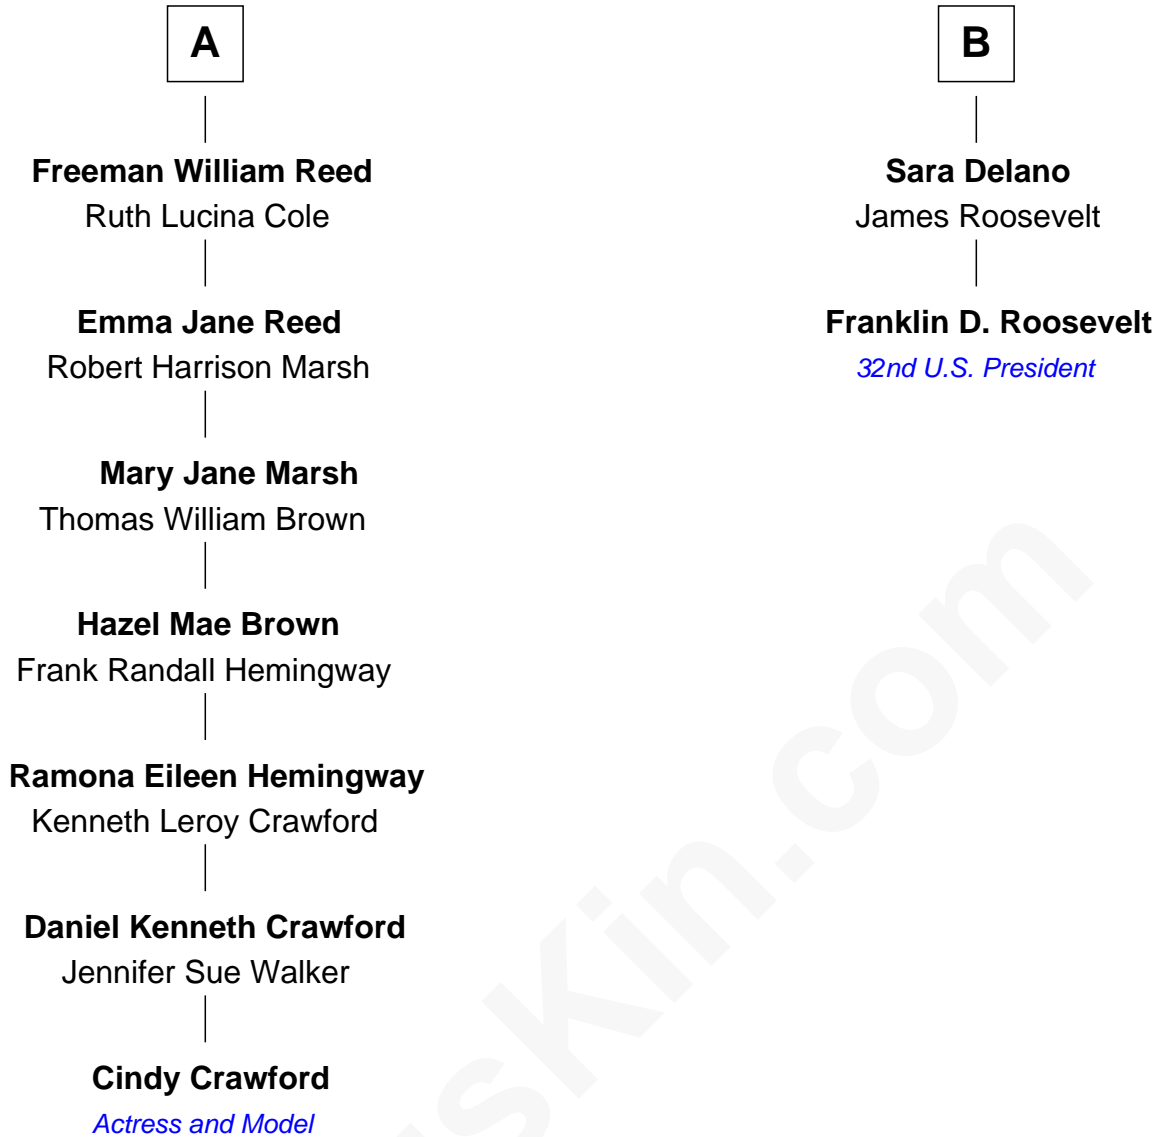 A
Freeman William Reed
Ruth Lucina Cole
Emma Jane Reed
Robert Harrison Marsh
Mary Jane Marsh
Thomas William Brown
Hazel Mae Brown
Frank Randall Hemingway
Ramona Eileen Hemingway
Kenneth Leroy Crawford
Daniel Kenneth Crawford
Jennifer Sue Walker
Cindy Crawford
Actress and Model
B
Sara Delano
James Roosevelt
Franklin D. Roosevelt
32nd U.S. President
sKin.com